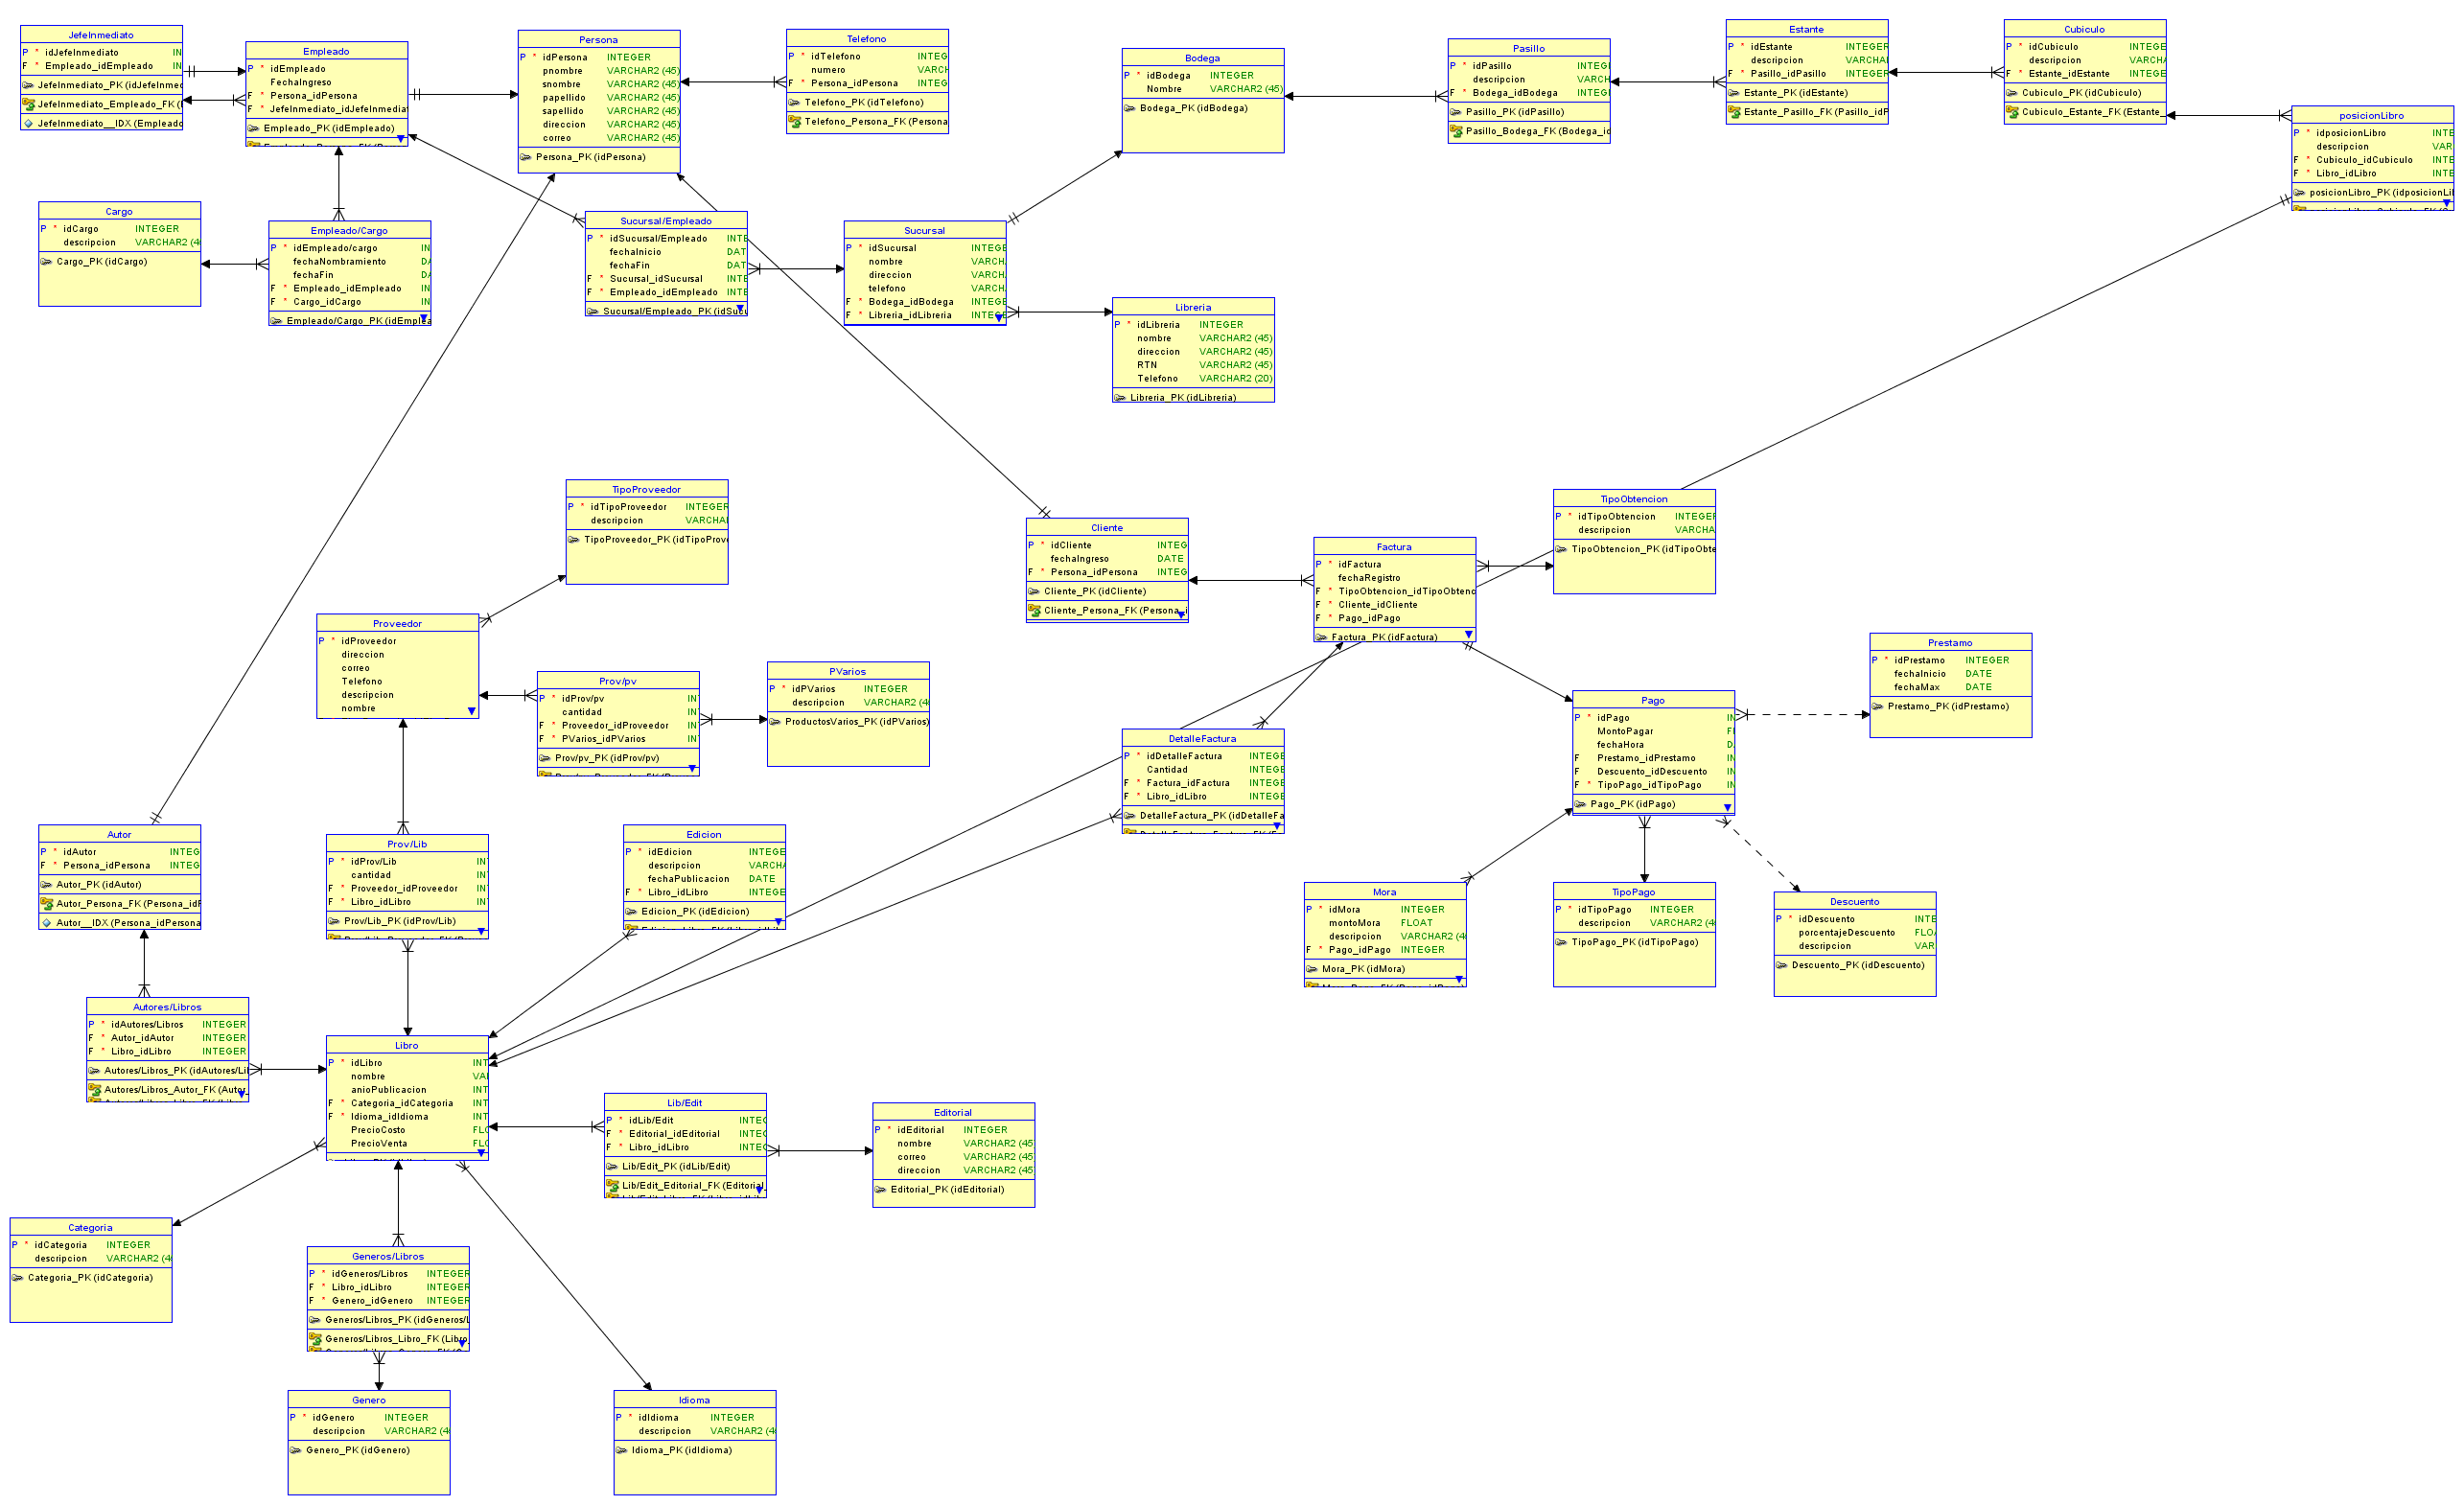 JefeInmediato
P * idJefeInmediato IN
F * Empleado_idEmpleado IN
JefeInmediato_PK (idJefeInmed
JefeInmediato_Empleado_FK (
JefeInmediato__IDX (Empleado
Empleado
P * idEmpleado
FechaIngreso
F * Persona_idPersona
F * JefeInmediato_idJefeInmediat
Empleado_PK (idEmpleado)
Persona
P * idPersona INTEGER
pnombre VARCHAR2 (45)
snombre VARCHAR2 (45)
papellido VARCHAR2 (45)
sapellido VARCHAR2 (45)
direccion VARCHAR2 (45)
correo VARCHAR2 (45)
Persona_PK (idPersona)
Telefono
P * idTelefono INTEG
numero VARCH
F * Persona_idPersona INTEG
Telefono_PK (idTelefono)
Telefono_Persona_FK (Persona
Bodega
P * idBodega INTEGER
Nombre VARCHAR2 (45)
Bodega_PK (idBodega)
Pasillo
P * idPasillo INTEG
descripcion VARCH
F * Bodega_idBodega INTEG
Pasillo_PK (idPasillo)
Pasillo_Bodega_FK (Bodega_id
Estante
P * idEstante INTEGER
descripcion VARCHA
F * Pasillo_idPasillo INTEGER
Estante_PK (idEstante)
Estante_Pasillo_FK (Pasillo_idP
Cubiculo
P * idCubiculo INTEGE
descripcion VARCHA
F * Estante_idEstante INTEGE
Cubiculo_PK (idCubiculo)
Cubiculo_Estante_FK (Estante_
posicionLibro
P * idposicionLibro INTE
descripcion VAR
F * Cubiculo_idCubiculo INTE
F * Libro_idLibro INTE
posicionLibro_PK (idposicionLi
Cargo
P * idCargo INTEGER
descripcion VARCHAR2 (4
Cargo_PK (idCargo)
Empleado/Cargo
P * idEmpleado/cargo IN
fechaNombramiento DA
fechaFin DA
F * Empleado_idEmpleado IN
F * Cargo_idCargo IN
Empleado/Cargo_PK (idEmplea
Sucursal/Empleado
P * idSucursal/Empleado INTE
fechaInicio DAT
fechaFin DAT
F * Sucursal_idSucursal INTE
F * Empleado_idEmpleado INTE
Sucursal/Empleado_PK (idSucu
Sucursal
P * idSucursal INTEGE
nombre VARCH
direccion VARCH
telefono VARCH
F * Bodega_idBodega INTEGE
F * Libreria_idLibreria INTEGE
Libreria
P * idLibreria INTEGER
nombre VARCHAR2 (45)
direccion VARCHAR2 (45)
RTN VARCHAR2 (45)
Telefono VARCHAR2 (20)
Libreria_PK (idLibreria)
TipoProveedor
P * idTipoProveedor INTEGER
descripcion VARCHA
TipoProveedor_PK (idTipoProv
Cliente
P * idCliente INTEG
fechaIngreso DATE
F * Persona_idPersona INTEG
Cliente_PK (idCliente)
Cliente_Persona_FK (Persona_i
Factura
P * idFactura
fechaRegistro
F * TipoObtencion_idTipoObtenc
F * Cliente_idCliente
F * Pago_idPago
Factura_PK (idFactura)
TipoObtencion
P * idTipoObtencion INTEGER
descripcion VARCHA
TipoObtencion_PK (idTipoObte
Proveedor
P * idProveedor
direccion
correo
Telefono
descripcion
nombre
Prov/pv
P * idProv/pv IN
cantidad IN
F * Proveedor_idProveedor IN
F * PVarios_idPVarios IN
Prov/pv_PK (idProv/pv)
PVarios
P * idPVarios INTEGER
descripcion VARCHAR2 (4
ProductosVarios_PK (idPVarios)
Prestamo
P * idPrestamo INTEGER
fechaInicio DATE
fechaMax DATE
Prestamo_PK (idPrestamo)
Pago
P * idPago IN
MontoPagar F
fechaHora D
F Prestamo_idPrestamo IN
F Descuento_idDescuento IN
F * TipoPago_idTipoPago IN
Pago_PK (idPago)
DetalleFactura
P * idDetalleFactura INTEGE
Cantidad INTEGE
F * Factura_idFactura INTEGE
F * Libro_idLibro INTEGE
DetalleFactura_PK (idDetalleFa
Autor
P * idAutor INTEG
F * Persona_idPersona INTEG
Autor_PK (idAutor)
Autor_Persona_FK (Persona_idP
Autor__IDX (Persona_idPersona
Prov/Lib
P * idProv/Lib IN
cantidad IN
F * Proveedor_idProveedor IN
F * Libro_idLibro IN
Prov/Lib_PK (idProv/Lib)
Edicion
P * idEdicion INTEGE
descripcion VARCHA
fechaPublicacion DATE
F * Libro_idLibro INTEGE
Edicion_PK (idEdicion)
Mora
P * idMora INTEGER
montoMora FLOAT
descripcion VARCHAR2 (4
F * Pago_idPago INTEGER
Mora_PK (idMora)
TipoPago
P * idTipoPago INTEGER
descripcion VARCHAR2 (4
TipoPago_PK (idTipoPago)
Descuento
P * idDescuento INTE
porcentajeDescuento FLOA
descripcion VAR
Descuento_PK (idDescuento)
Autores/Libros
P * idAutores/Libros INTEGER
F * Autor_idAutor INTEGER
F * Libro_idLibro INTEGER
Autores/Libros_PK (idAutores/Li
Autores/Libros_Autor_FK (Autor_
Libro
P * idLibro INT
nombre VA
anioPublicacion INT
F * Categoria_idCategoria INT
F * Idioma_idIdioma INT
PrecioCosto FLO
PrecioVenta FLO
Lib/Edit
P * idLib/Edit INTEG
F * Editorial_idEditorial INTEG
F * Libro_idLibro INTEG
Lib/Edit_PK (idLib/Edit)
Lib/Edit_Editorial_FK (Editorial_
Editorial
P * idEditorial INTEGER
nombre VARCHAR2 (45
correo VARCHAR2 (45
direccion VARCHAR2 (45
Editorial_PK (idEditorial)
Categoria
P * idCategoria INTEGER
descripcion VARCHAR2 (4
Categoria_PK (idCategoria)
Generos/Libros
P * idGeneros/Libros INTEGER
F * Libro_idLibro INTEGER
F * Genero_idGenero INTEGER
Generos/Libros_PK (idGeneros/L
Generos/Libros_Libro_FK (Libro_
Genero
P * idGenero INTEGER
descripcion VARCHAR2 (4
Genero_PK (idGenero)
Idioma
P * idIdioma INTEGER
descripcion VARCHAR2 (4
Idioma_PK (idIdioma)